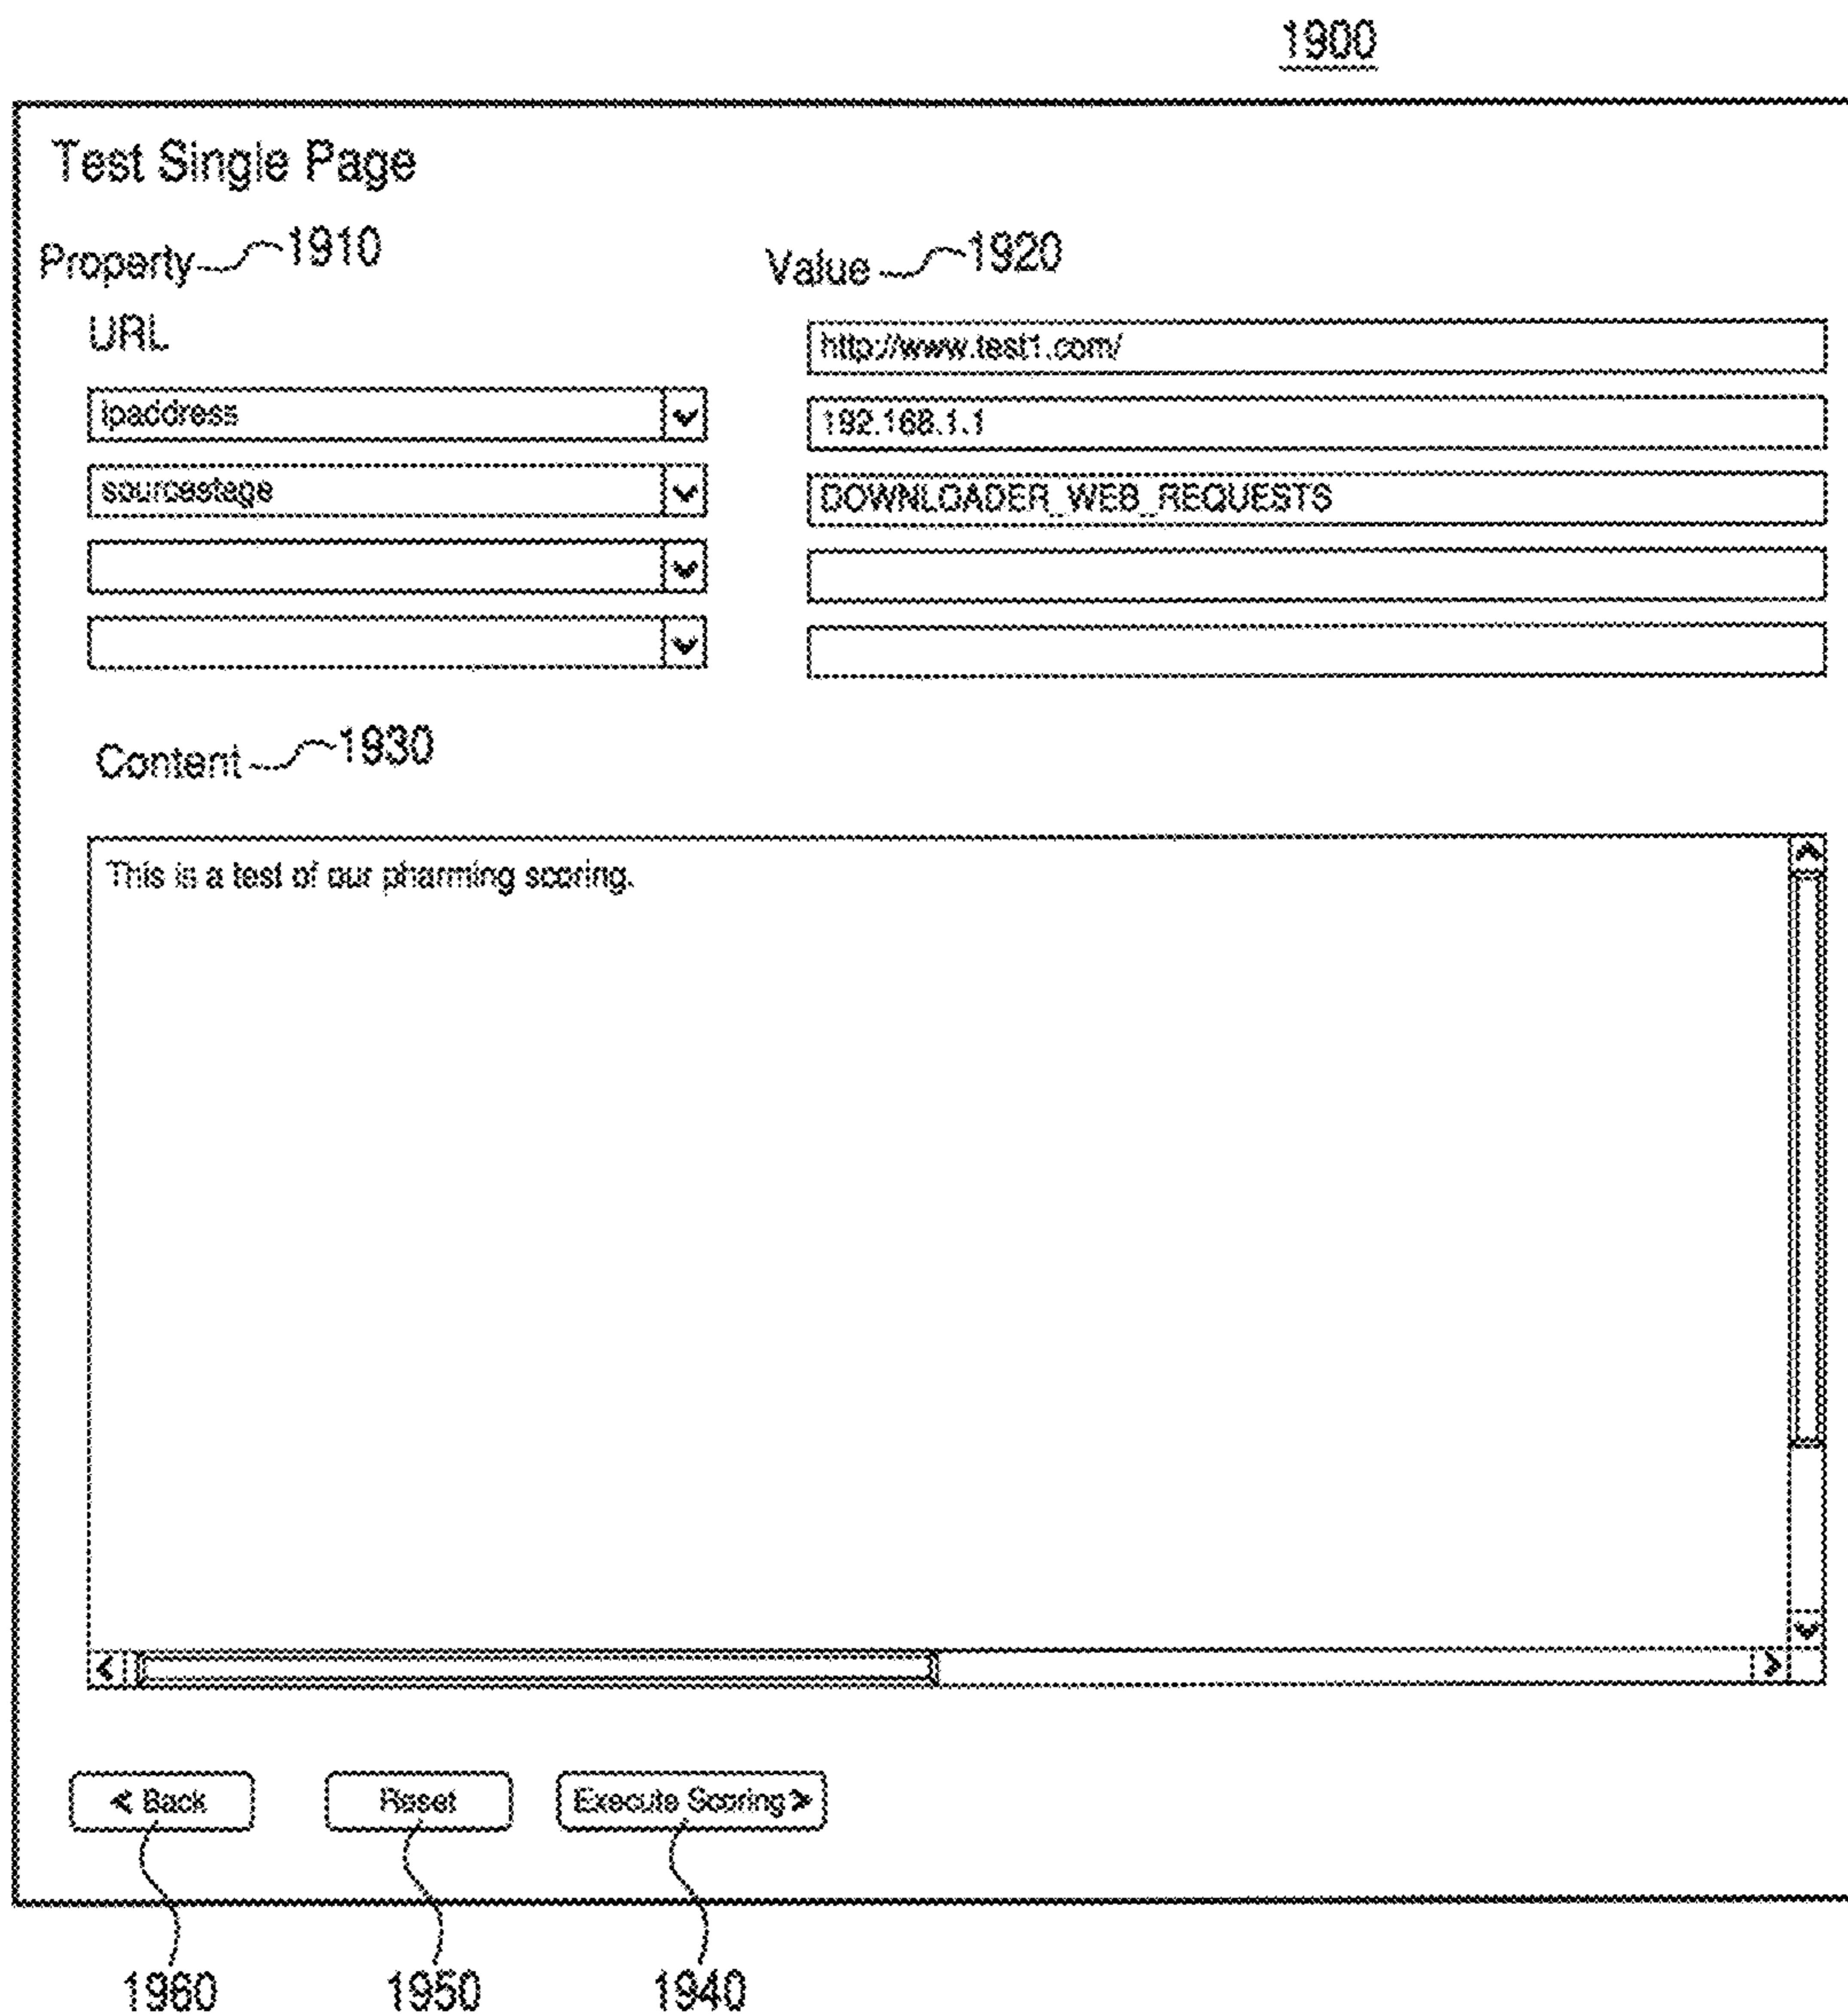 1900
Test Single Page
Property 1910 Value 1920
URL http://www.test1.com/
ipaddress 192.168.1.1
sourcestage DOWNLOADER_WEB_REQUESTS
Content 1930
This is a test of our pharming scoring.
< Back Reset Execute Scoring >
1960 1950 1940